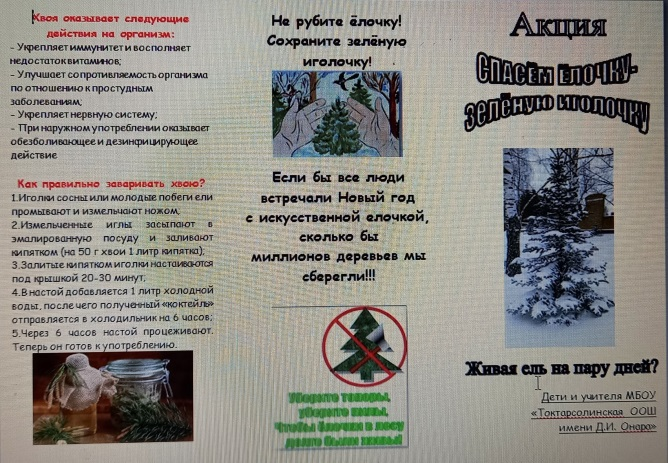 Хвоя оказывает следующие
действия на организм:
- Укрепляет иммунитет и восполняет
недостаток витаминов;
- Улучшает сопротивляемость организма
по отношению к простудным
заболеваниям;
- Укрепляет нервную систему;
- При наружном употреблении оказывает
обезболивающее и дезинфицирующее
действие
Как правильно заваривать хвою?
1.Иголки сосны или молодые побеги ели
промывают и измельчают ножом;
2.Измельченные иглы засыпают в
эмалированную посуду и заливают
кипятком (на 50 г хвои 1 литр кипятка);
3.Залитые кипятком иголки настаиваются
под крышкой 20-30 минут;
4.В настой добавляется 1 литр холодной
воды, после чего полученный «коктейль»
отправляется в холодильник на 6 часов;
5.Через 6 часов настой процеживают.
Теперь он готов к употреблению.
Не рубите ёлочку!
Сохраните зелёную
иголочку!
Если бы все люди
встречали Новый год
с искусственной елочкой,
сколько бы
миллионов деревьев мы
сберегли!!!
Уберите топоры,
уберите пилы,
Чтобы ёлочки в лесу
долго были живы!
Акция
СПАСЁМ ЁЛОЧКУ-
ЗЕЛЁНУЮ ИГОЛОЧКУ
Живая ель на пару дней?
Дети и учителя МБОУ
«Токтарсолинская ООШ
имени Д.И. Онара»